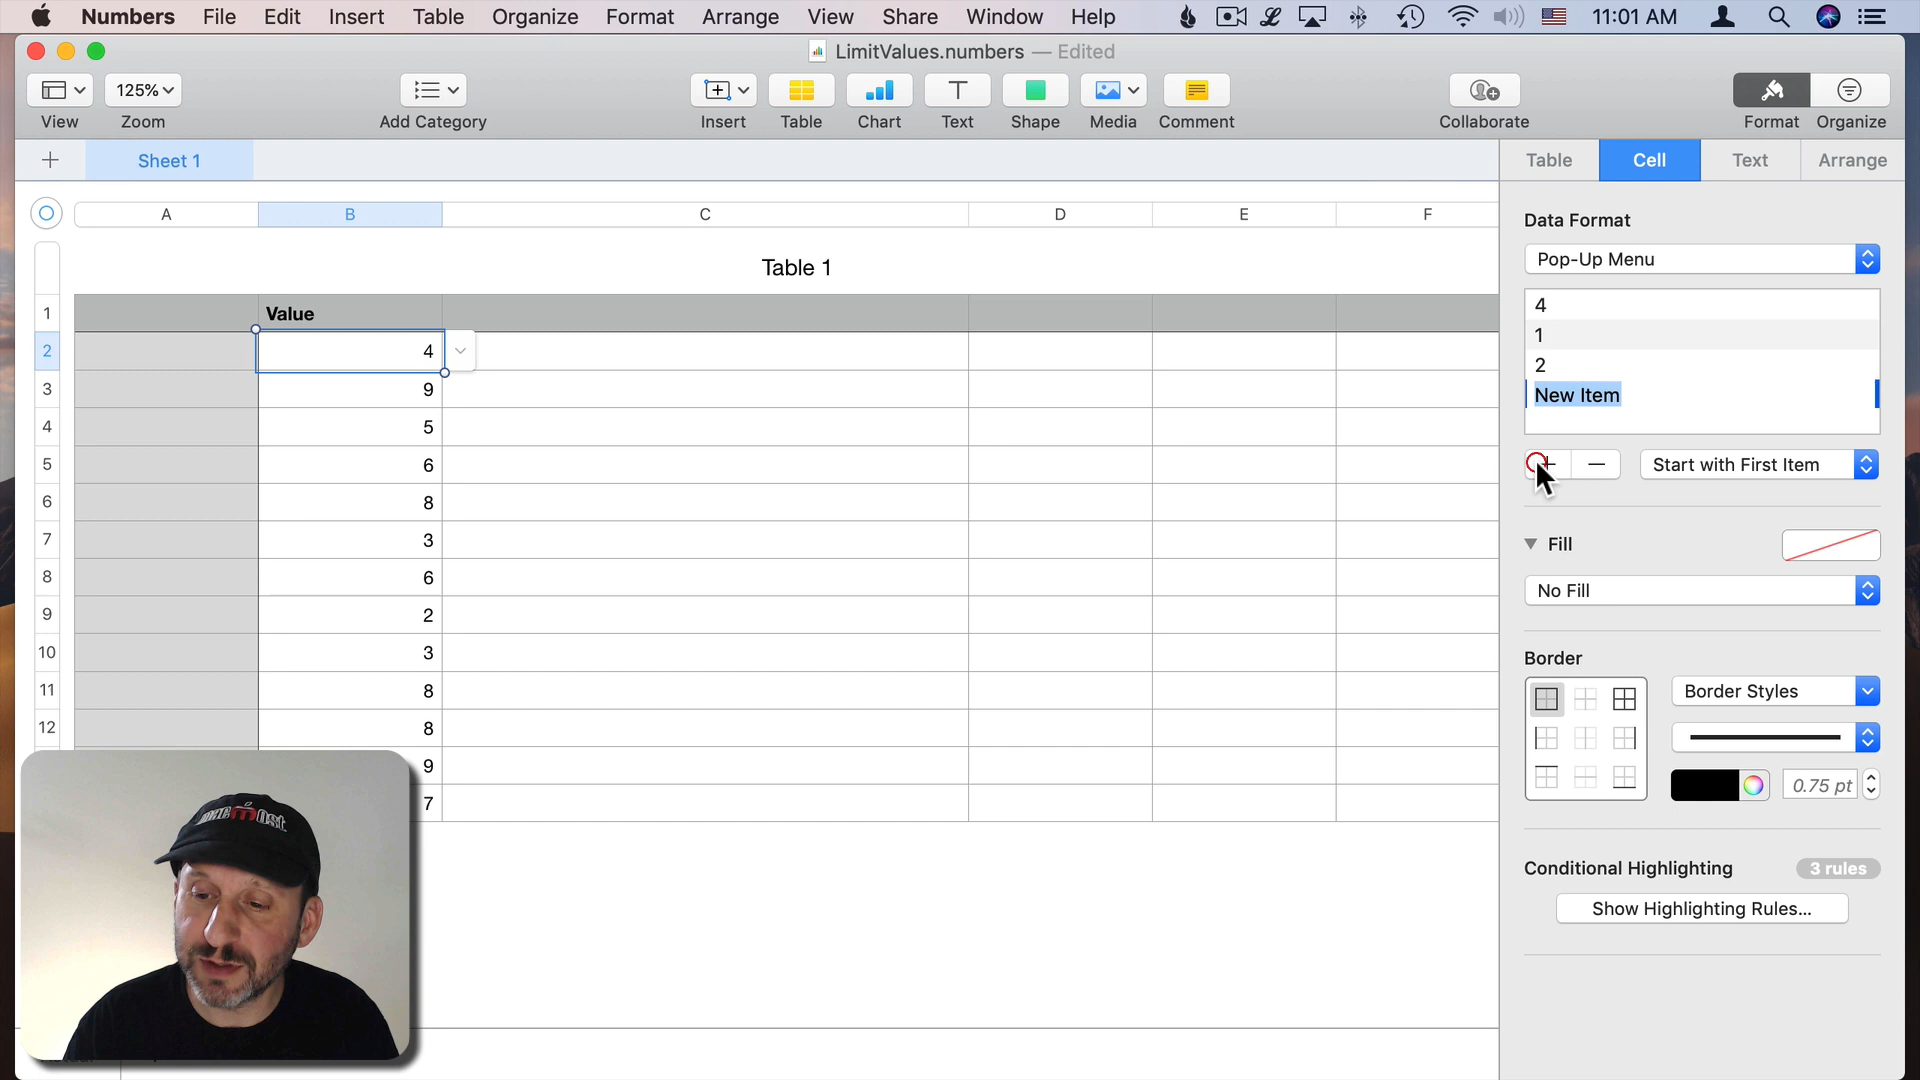 Numbers File Edit Insert Table Organize Format Arrange View Share Window Help 11:01 AM
LimitValues.numbers — Edited
125%
View Zoom Add Category Insert Table Chart Text Shape Media Comment Collaborate Format Organize
Sheet 1
Table Cell Text Arrange
A B C D E F
Table 1
1 Value
2 4
3 9
4 5
5 6
6 8
7 3
8 6
9 2
10 3
11 8
12 8
9
7
Data Format
Pop-Up Menu
4
1
2
New Item
Start with First Item
Fill
No Fill
Border
Border Styles
0.75 pt
Conditional Highlighting 3 rules
Show Highlighting Rules...